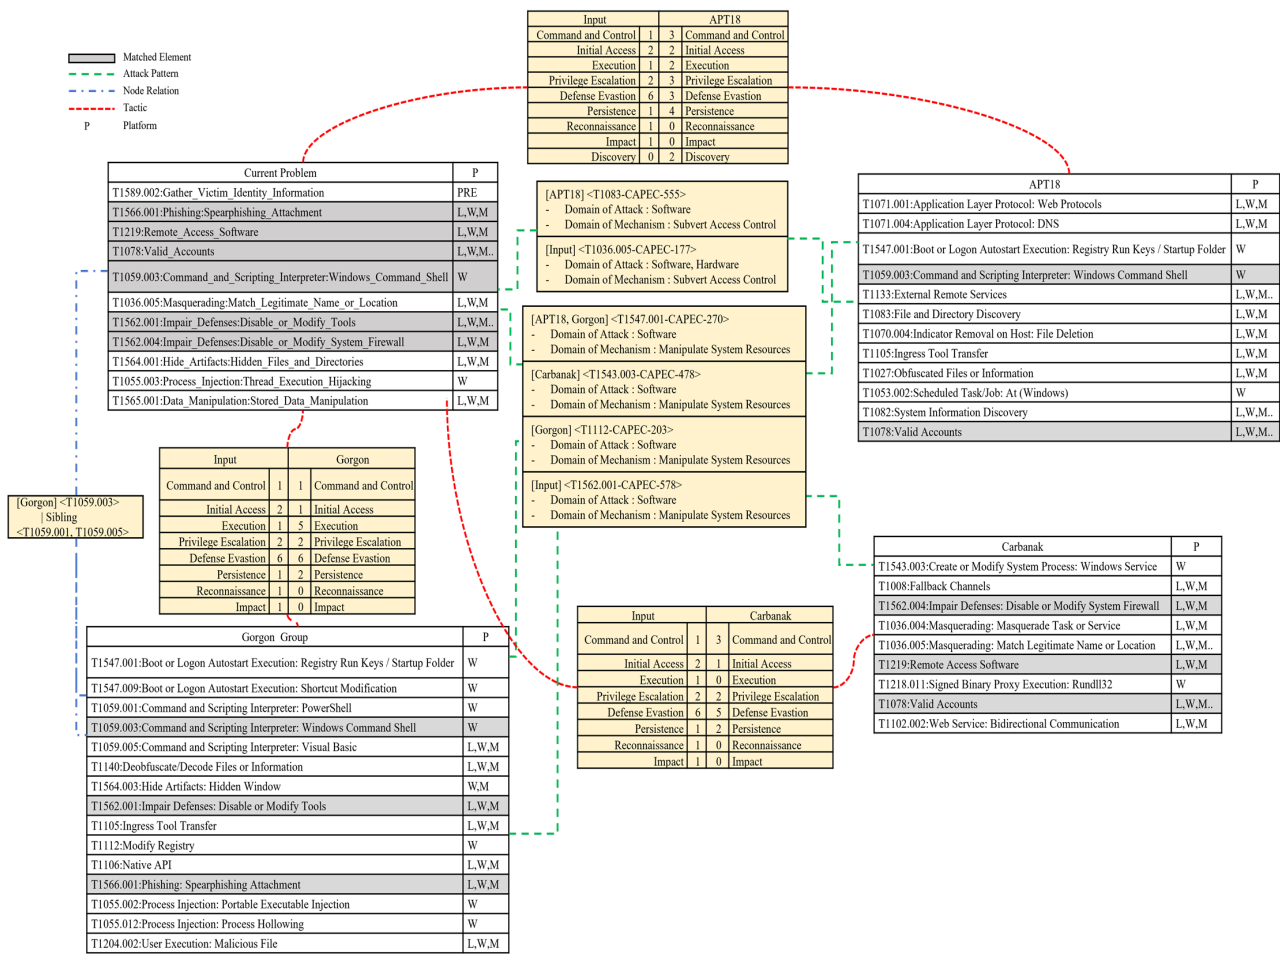 Input APT18
Command and Control 1 3 Command and Control
Initial Access 2 2 Initial Access
Execution 1 2 Execution
Privilege Escalation 2 3 Privilege Escalation
Defense Evastion 6 3 Defense Evastion
Persistence 1 4 Persistence
Reconnaissance 1 0 Reconnaissance
Impact 1 0 Impact
Discovery 0 2 Discovery
Matched Element
Attack Pattern
Node Relation
Tactic
P Platform
Current Problem P
T1589.002:Gather_Victim_Identity_Information PRE
T1566.001:Phishing:Spearphishing_Attachment L,W,M
T1219:Remote_Access_Software L,W,M
T1078:Valid_Accounts L,W,M..
T1059.003:Command_and_Scripting_Interpreter:Windows_Command_Shell W
T1036.005:Masquerading:Match_Legitimate_Name_or_Location L,W,M
T1562.001:Impair_Defenses:Disable_or_Modify_Tools L,W,M..
T1562.004:Impair_Defenses:Disable_or_Modify_System_Firewall L,W,M
T1564.001:Hide_Artifacts:Hidden_Files_and_Directories L,W,M
T1055.003:Process_Injection:Thread_Execution_Hijacking W
T1565.001:Data_Manipulation:Stored_Data_Manipulation L,W,M
[APT18] <T1083-CAPEC-555>
- Domain of Attack : Software
- Domain of Mechanism : Subvert Access Control
[Input] <T1036.005-CAPEC-177>
- Domain of Attack : Software, Hardware
- Domain of Mechanism : Subvert Access Control
[APT18, Gorgon] <T1547.001-CAPEC-270>
- Domain of Attack : Software
- Domain of Mechanism : Manipulate System Resources
[Carbanak] <T1543.003-CAPEC-478>
- Domain of Attack : Software
- Domain of Mechanism : Manipulate System Resources
[Gorgon] <T1112-CAPEC-203>
- Domain of Attack : Software
- Domain of Mechanism : Manipulate System Resources
[Input] <T1562.001-CAPEC-578>
- Domain of Attack : Software
- Domain of Mechanism : Manipulate System Resources
APT18 P
T1071.001:Application Layer Protocol: Web Protocols L,W,M
T1071.004:Application Layer Protocol: DNS L,W,M
T1547.001:Boot or Logon Autostart Execution: Registry Run Keys / Startup Folder W
T1059.003:Command and Scripting Interpreter: Windows Command Shell W
T1133:External Remote Services L,W,M..
T1083:File and Directory Discovery L,W,M
T1070.004:Indicator Removal on Host: File Deletion L,W,M
T1105:Ingress Tool Transfer L,W,M
T1027:Obfuscated Files or Information L,W,M
T1053.002:Scheduled Task/Job: At (Windows) W
T1082:System Information Discovery L,W,M..
T1078:Valid Accounts L,W,M..
Input Gorgon
Command and Control 1 1 Command and Control
Initial Access 2 1 Initial Access
Execution 1 5 Execution
Privilege Escalation 2 2 Privilege Escalation
Defense Evastion 6 6 Defense Evastion
Persistence 1 2 Persistence
Reconnaissance 1 0 Reconnaissance
Impact 1 0 Impact
[Gorgon] <T1059.003>
| Sibling
<T1059.001, T1059.005>
Gorgon Group P
T1547.001:Boot or Logon Autostart Execution: Registry Run Keys / Startup Folder W
T1547.009:Boot or Logon Autostart Execution: Shortcut Modification W
T1059.001:Command and Scripting Interpreter: PowerShell W
T1059.003:Command and Scripting Interpreter: Windows Command Shell W
T1059.005:Command and Scripting Interpreter: Visual Basic L,W,M
T1140:Deobfuscate/Decode Files or Information L,W,M
T1564.003:Hide Artifacts: Hidden Window W,M
T1562.001:Impair Defenses: Disable or Modify Tools L,W,M
T1105:Ingress Tool Transfer L,W,M
T1112:Modify Registry W
T1106:Native API L,W,M
T1566.001:Phishing: Spearphishing Attachment L,W,M
T1055.002:Process Injection: Portable Executable Injection W
T1055.012:Process Injection: Process Hollowing W
T1204.002:User Execution: Malicious File L,W,M
Input Carbanak
Command and Control 1 3 Command and Control
Initial Access 2 1 Initial Access
Execution 1 0 Execution
Privilege Escalation 2 2 Privilege Escalation
Defense Evastion 6 5 Defense Evastion
Persistence 1 2 Persistence
Reconnaissance 1 0 Reconnaissance
Impact 1 0 Impact
Carbanak P
T1543.003:Create or Modify System Process: Windows Service W
T1008:Fallback Channels L,W,M
T1562.004:Impair Defenses: Disable or Modify System Firewall L,W,M
T1036.004:Masquerading: Masquerade Task or Service L,W,M
T1036.005:Masquerading: Match Legitimate Name or Location L,W,M..
T1219:Remote Access Software L,W,M
T1218.011:Signed Binary Proxy Execution: Rundll32 W
T1078:Valid Accounts L,W,M..
T1102.002:Web Service: Bidirectional Communication L,W,M